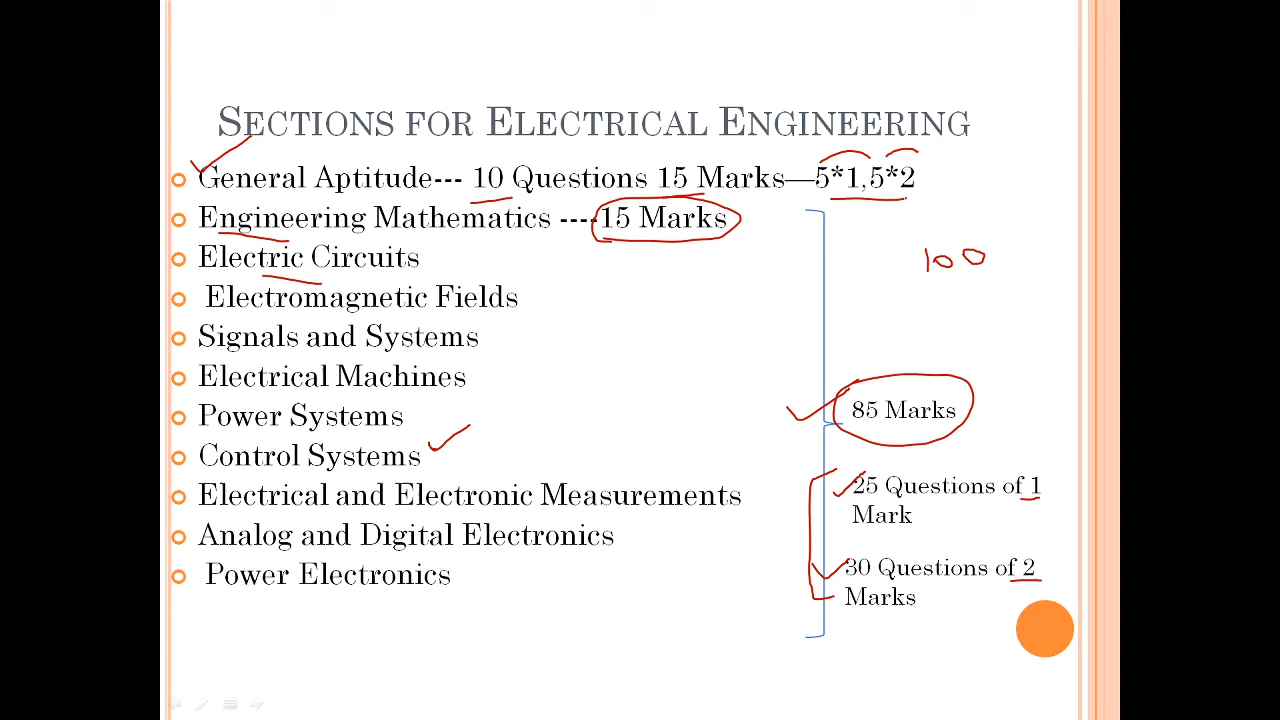 SECTIONS FOR ELECTRICAL ENGINEERING
General Aptitude--- 10 Questions 15 Marks—5*1,5*2
Engineering Mathematics ----15 Marks
Electric Circuits
Electromagnetic Fields
Signals and Systems
Electrical Machines
Power Systems
Control Systems
Electrical and Electronic Measurements
Analog and Digital Electronics
Power Electronics
100
85 Marks
25 Questions of 1
Mark
30 Questions of 2
Marks